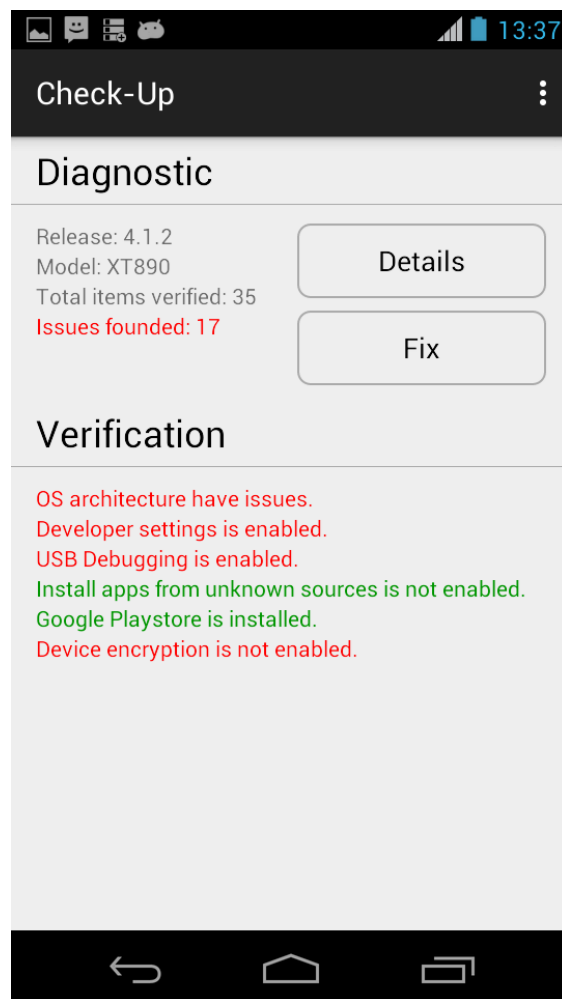 13:37
Check-Up
Diagnostic
Release: 4.1.2
Model: XT890
Total items verified: 35
Issues founded: 17
Details
Fix
Verification
OS architecture have issues.
Developer settings is enabled.
USB Debugging is enabled.
Install apps from unknown sources is not enabled.
Google Playstore is installed.
Device encryption is not enabled.